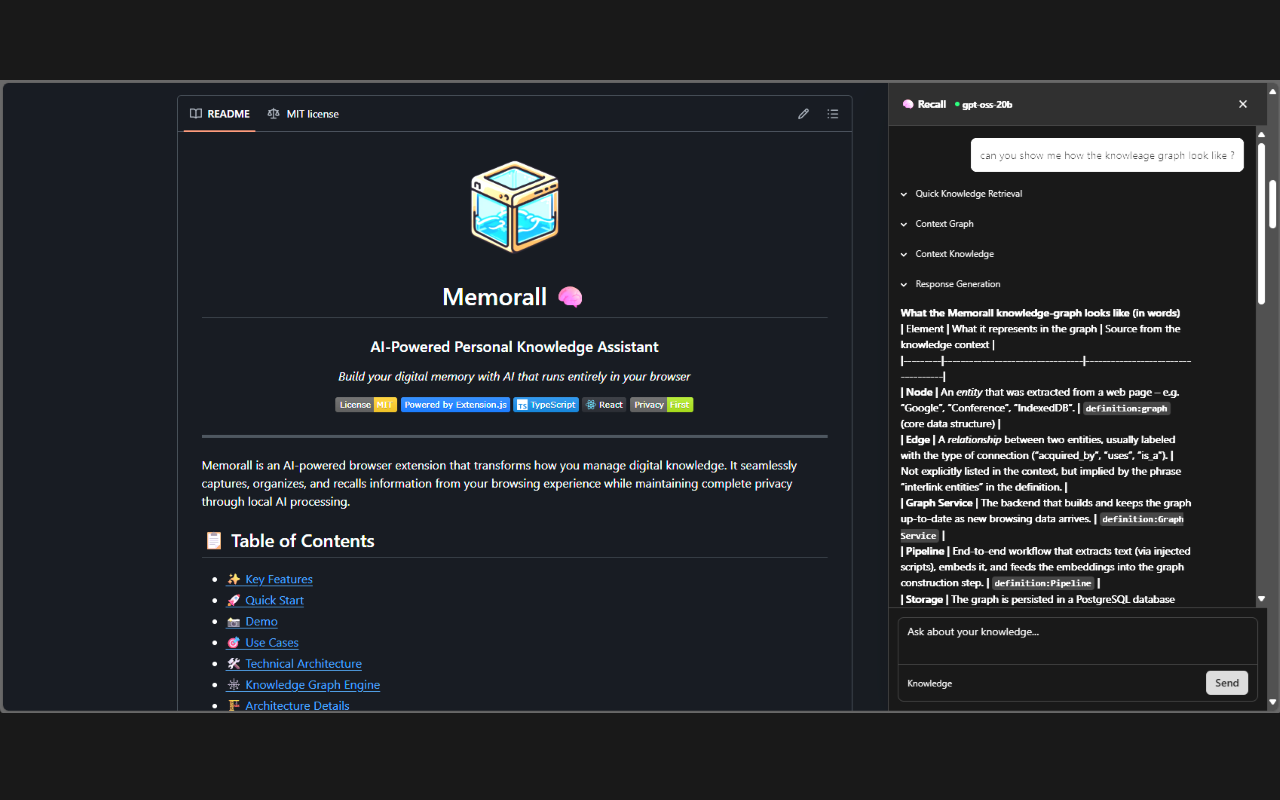 README
MIT license
Memorall 🧠
AI-Powered Personal Knowledge Assistant
Build your digital memory with AI that runs entirely in your browser
License MIT Powered by Extension.js TS TypeScript React Privacy First
Memorall is an AI-powered browser extension that transforms how you manage digital knowledge. It seamlessly
captures, organizes, and recalls information from your browsing experience while maintaining complete privacy
through local AI processing.
📋 Table of Contents
• ✨ Key Features
• 🚀 Quick Start
• 📷 Demo
• 🎯 Use Cases
• 🛠 Technical Architecture
• 🕸 Knowledge Graph Engine
• 🏗 Architecture Details
🧠 Recall • gpt-oss-20b
can you show me how the knowleage graph look like ?
Quick Knowledge Retrieval
Context Graph
Context Knowledge
Response Generation
What the Memorall knowledge-graph looks like (in words)
| Element | What it represents in the graph | Source from the
knowledge context |
|---------|-----------------------------------|---------------------------
----------|
| Node | An entity that was extracted from a web page – e.g.
“Google”, “Conference”, “IndexedDB”. | definition:graph
(core data structure) |
| Edge | A relationship between two entities, usually labeled
with the type of connection (“acquired_by”, “uses”, “is_a”). |
Not explicitly listed in the context, but implied by the phrase
“interlink entities” in the definition. |
| Graph Service | The backend that builds and keeps the graph
up-to-date as new browsing data arrives. | definition:Graph
Service |
| Pipeline | End-to-end workflow that extracts text (via injected
scripts), embeds it, and feeds the embeddings into the graph
construction step. | definition:Pipeline |
| Storage | The graph is persisted in a PostgreSQL database
Ask about your knowledge...
Knowledge
Send